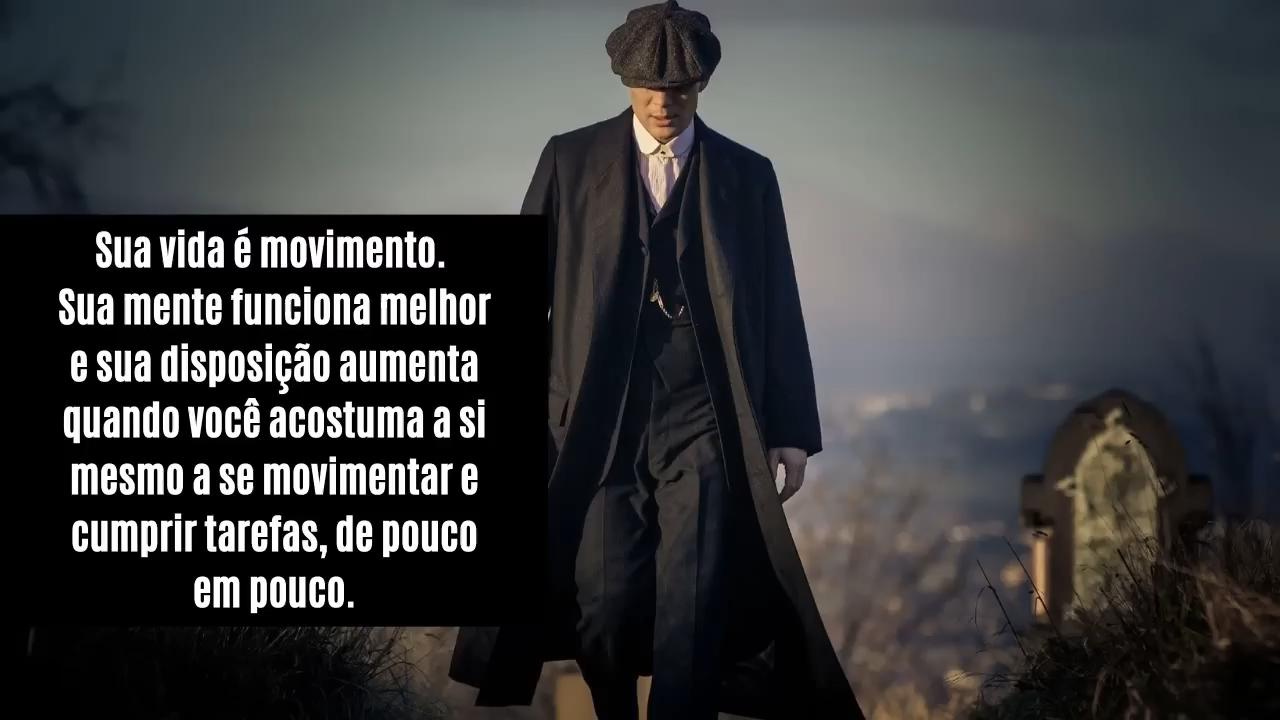 Sua vida é movimento.
Sua mente funciona melhor
e sua disposição aumenta
quando você acostuma a si
mesmo a se movimentar e
cumprir tarefas, de pouco
em pouco.